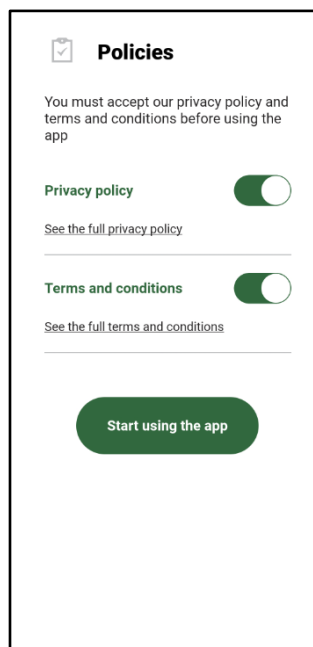 Policies
You must accept our privacy policy and
terms and conditions before using the
app
Privacy policy
See the full privacy policy
Terms and conditions
See the full terms and conditions
Start using the app